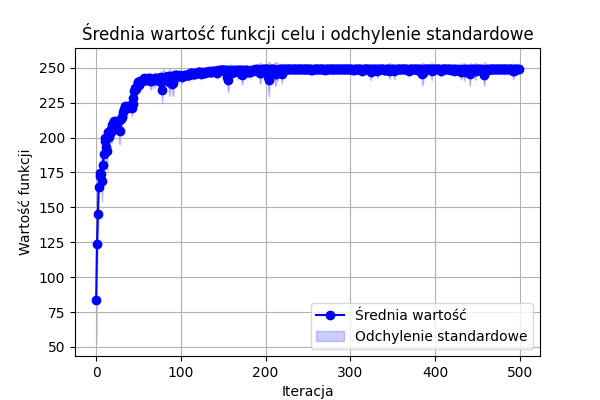 Średnia wartość funkcji celu i odchylenie standardowe
Wartość funkcji
250
225
200
175
150
125
100
75
50
0 100 200 300 400 500
Iteracja
Średnia wartość
Odchylenie standardowe